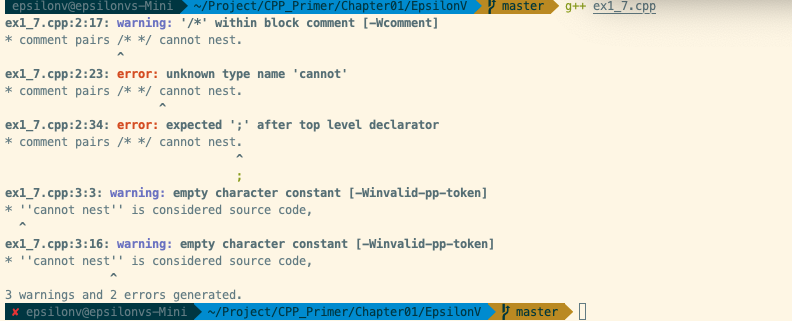 epsilonv@epsilonvs-Mini ~/Project/CPP_Primer/Chapter01/EpsilonV master g++ ex1_7.cpp
ex1_7.cpp:2:17: warning: '/*' within block comment [-Wcomment]
* comment pairs /* */ cannot nest.
^
ex1_7.cpp:2:23: error: unknown type name 'cannot'
* comment pairs /* */ cannot nest.
^
ex1_7.cpp:2:34: error: expected ';' after top level declarator
* comment pairs /* */ cannot nest.
^
;
ex1_7.cpp:3:3: warning: empty character constant [-Winvalid-pp-token]
* ''cannot nest'' is considered source code,
^
ex1_7.cpp:3:16: warning: empty character constant [-Winvalid-pp-token]
* ''cannot nest'' is considered source code,
^
3 warnings and 2 errors generated.
✘ epsilonv@epsilonvs-Mini ~/Project/CPP_Primer/Chapter01/EpsilonV master